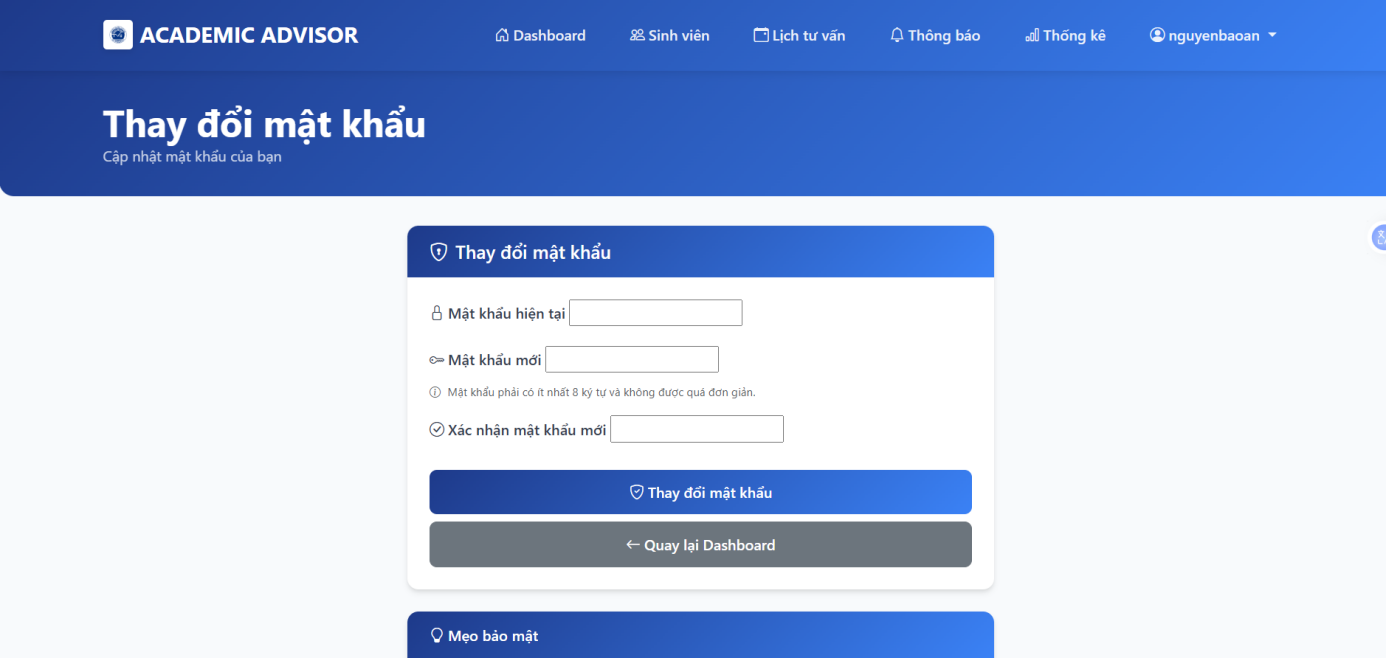 ACADEMIC ADVISOR Dashboard Sinh viên Lịch tư vấn Thông báo Thống kê nguyenbaoan
Thay đổi mật khẩu
Cập nhật mật khẩu của bạn
Thay đổi mật khẩu
Mật khẩu hiện tại
Mật khẩu mới
Mật khẩu phải có ít nhất 8 ký tự và không được quá đơn giản.
Xác nhận mật khẩu mới
Thay đổi mật khẩu
Quay lại Dashboard
Mẹo bảo mật